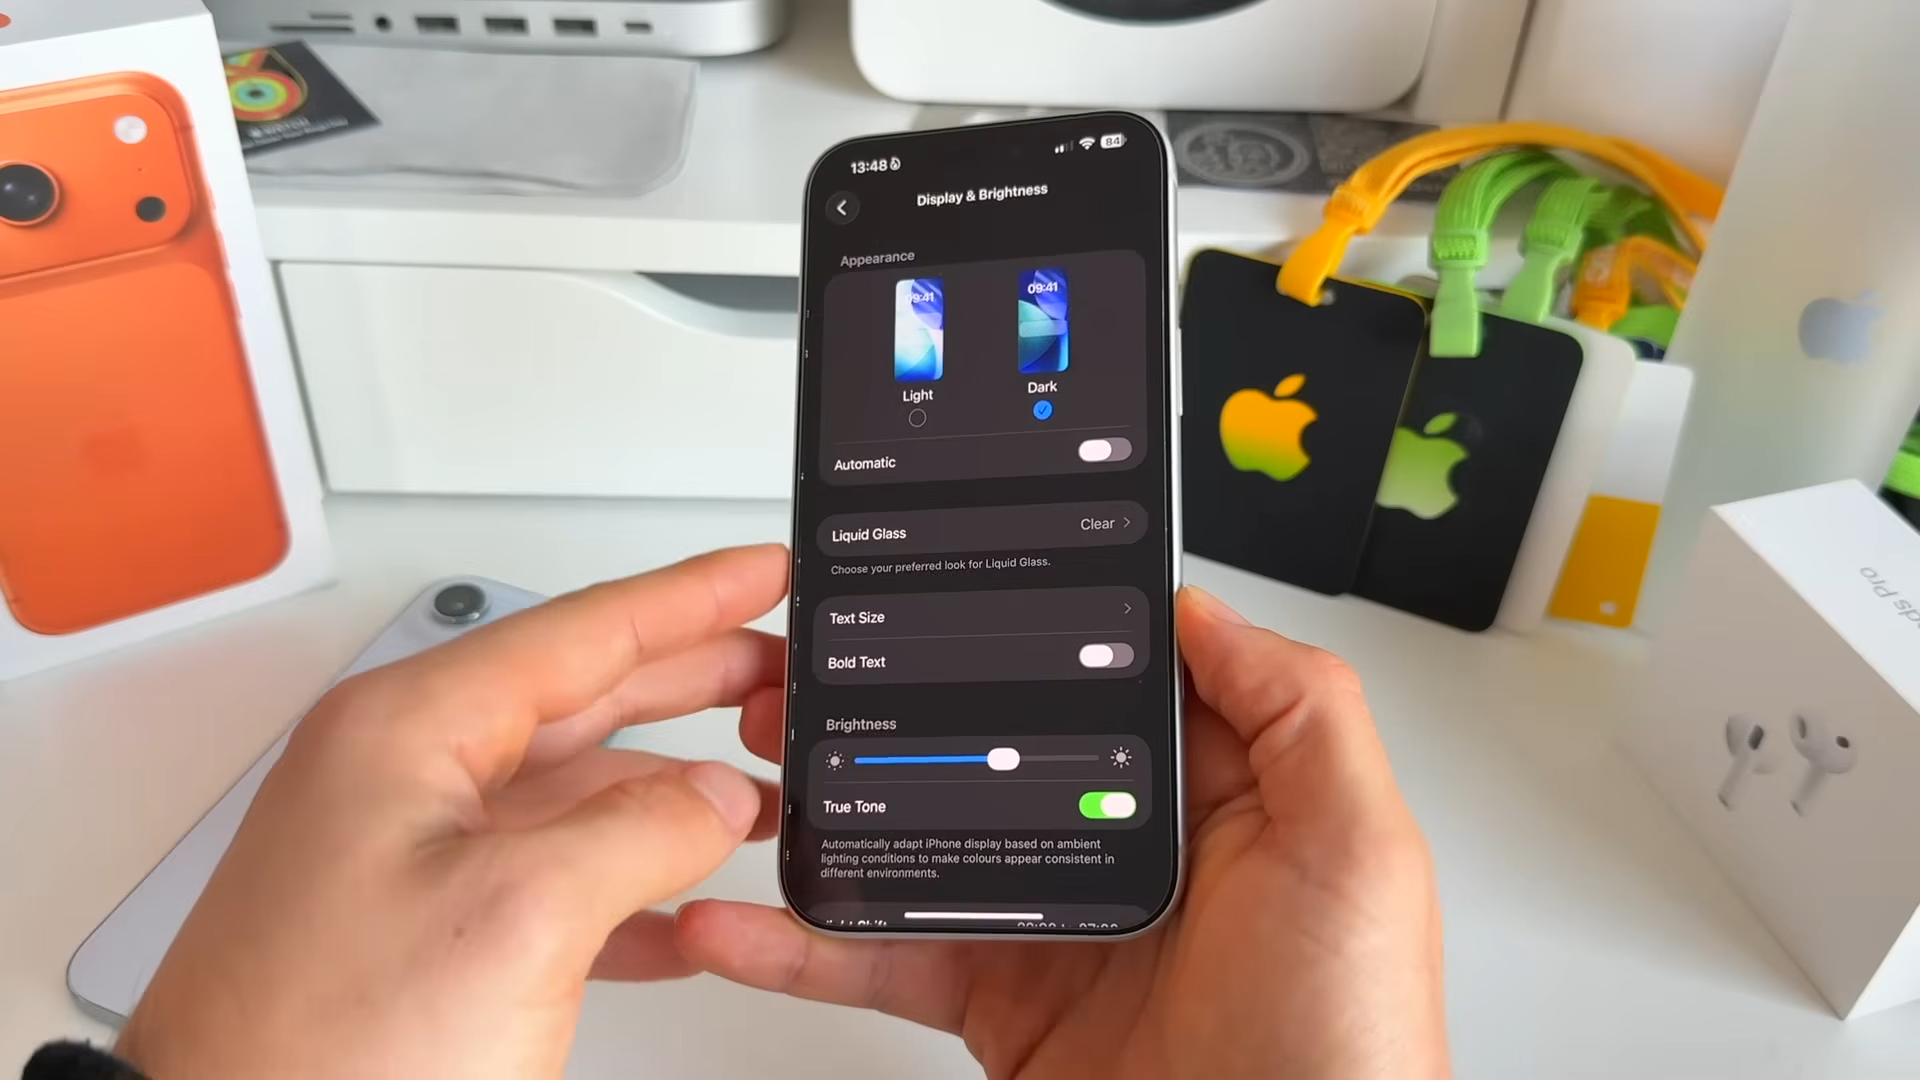 13:48
84
Display & Brightness
Appearance
09:41
09:41
Light
Dark
Automatic
Liquid Glass
Clear
Choose your preferred look for Liquid Glass.
Text Size
Bold Text
Brightness
True Tone
Automatically adapt iPhone display based on ambient
lighting conditions to make colours appear consistent in
different environments.
ds Pro